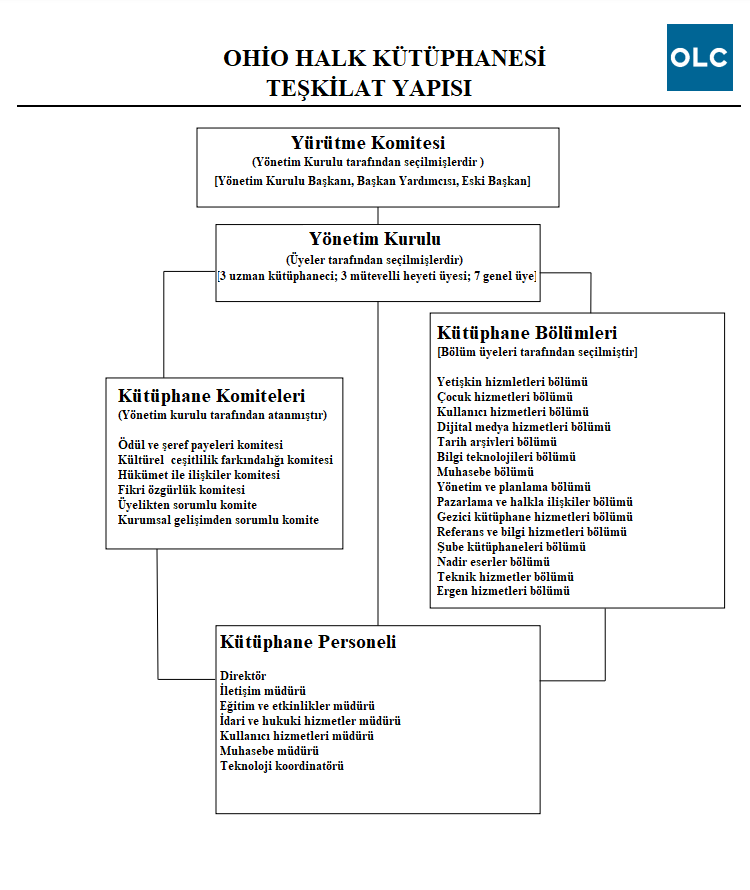 OHİO HALK KÜTÜPHANESİ
TEŞKİLAT YAPISI
OLC
Yürütme Komitesi
(Yönetim Kurulu tarafından seçilmişlerdir )
[Yönetim Kurulu Başkanı, Başkan Yardımcısı, Eski Başkan]
Yönetim Kurulu
(Üyeler tarafından seçilmişlerdir)
[3 uzman kütüphaneci; 3 mütevelli heyeti üyesi; 7 genel üye]
Kütüphane Komiteleri
(Yönetim kurulu tarafından atanmıştır)
Ödül ve şeref payeleri komitesi
Kültürel ceşitlilik farkındalığı komitesi
Hükümet ile ilişkiler komitesi
Fikri özgürlük komitesi
Üyelikten sorumlu komite
Kurumsal gelişimden sorumlu komite
Kütüphane Bölümleri
[Bölüm üyeleri tarafından seçilmiştir]
Yetişkin hizmletleri bölümü
Çocuk hizmetleri bölümü
Kullanıcı hizmetleri bölümü
Dijital medya hizmetleri bölümü
Tarih arşivleri bölümü
Bilgi teknolojileri bölümü
Muhasebe bölümü
Yönetim ve planlama bölümü
Pazarlama ve halkla ilişkiler bölümü
Gezici kütüphane hizmetleri bölümü
Referans ve bilgi hizmetleri bölümü
Şube kütüphaneleri bölümü
Nadir eserler bölümü
Teknik hizmetler bölümü
Ergen hizmetleri bölümü
Kütüphane Personeli
Direktör
İletişim müdürü
Eğitim ve etkinlikler müdürü
İdari ve hukuki hizmetler müdürü
Kullanıcı hizmetleri müdürü
Muhasebe müdürü
Teknoloji koordinatörü